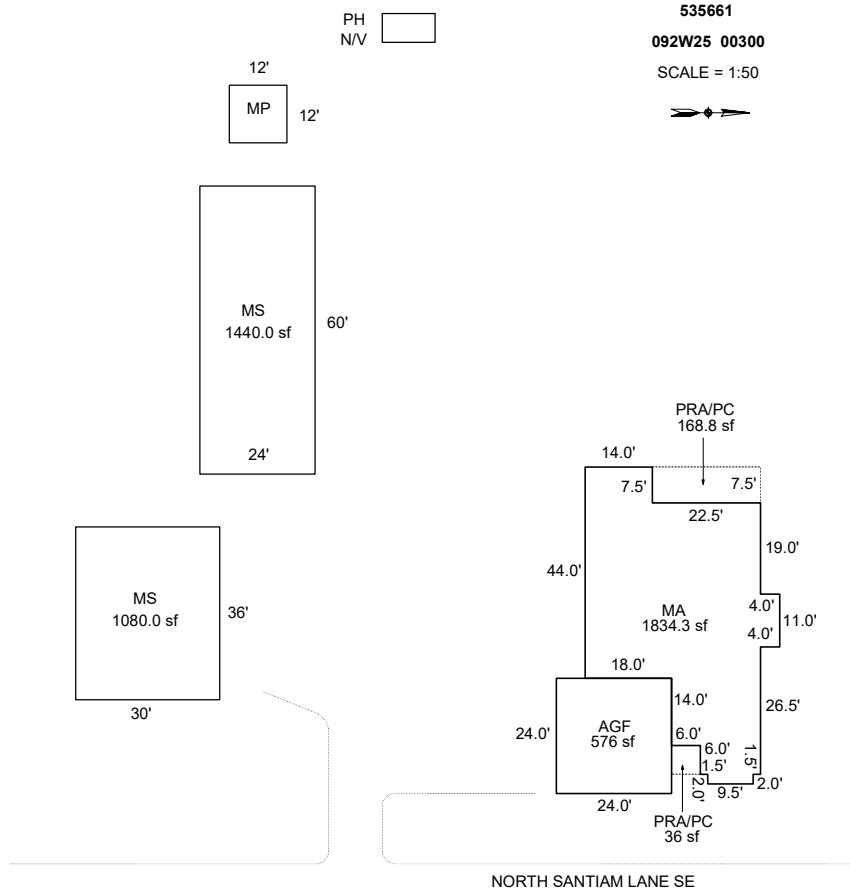 PH
N/V
535661
092W25 00300
SCALE = 1:50
12'
MP
12'
MS
1440.0 sf
60'
24'
MS
1080.0 sf
36'
30'
PRA/PC
168.8 sf
14.0'
7.5'
7.5'
22.5'
19.0'
44.0'
4.0'
11.0'
MA
1834.3 sf
4.0'
18.0'
14.0'
26.5'
24.0'
AGF
576 sf
6.0'
6.0'
1.5'
1.5'
2.0'
2.0'
9.5'
24.0'
PRA/PC
36 sf
NORTH SANTIAM LANE SE